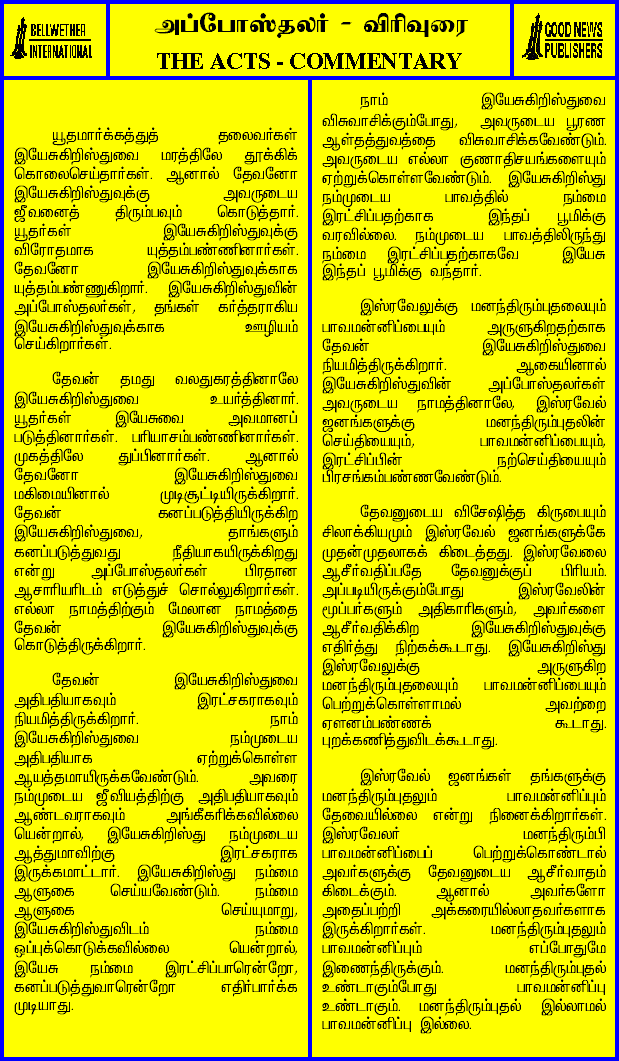 BELLWETHER
INTERNATIONAL
அப்போஸ்தலர் - விரிவுரை
THE ACTS - COMMENTARY
GOOD NEWS
PUBLISHERS
யூதமார்க்கத்துத் தலைவர்கள்
இயேசுகிறிஸ்துவை மரத்திலே தூக்கிக்
கொலைசெய்தார்கள். ஆனால் தேவனோ
இயேசுகிறிஸ்துவுக்கு அவருடைய
ஜீவனைத் திரும்பவும் கொடுத்தார்.
யூதர்கள் இயேசுகிறிஸ்துவுக்கு
விரோதமாக யுத்தம்பண்ணினார்கள்.
தேவனோ இயேசுகிறிஸ்துவுக்காக
யுத்தம்பண்ணுகிறார். இயேசுகிறிஸ்துவின்
அப்போஸ்தலர்கள், தங்கள் கர்த்தராகிய
இயேசுகிறிஸ்துவுக்காக ஊழியம்
செய்கிறார்கள்.
தேவன் தமது வலதுகரத்தினாலே
இயேசுகிறிஸ்துவை உயர்த்தினார்.
யூதர்கள் இயேசுவை அவமானப்
படுத்தினார்கள். பரியாசம்பண்ணினார்கள்.
முகத்திலே துப்பினார்கள். ஆனால்
தேவனோ இயேசுகிறிஸ்துவை
மகிமையினால் முடிசூட்டியிருக்கிறார்.
தேவன் கனப்படுத்தியிருக்கிற
இயேசுகிறிஸ்துவை, தாங்களும்
கனப்படுத்துவது நீதியாகயிருக்கிறது
என்று அப்போஸ்தலர்கள் பிரதான
ஆசாரியரிடம் எடுத்துச் சொல்லுகிறார்கள்.
எல்லா நாமத்திற்கும் மேலான நாமத்தை
தேவன் இயேசுகிறிஸ்துவுக்கு
கொடுத்திருக்கிறார்.
தேவன் இயேசுகிறிஸ்துவை
அதிபதியாகவும் இரட்சகராகவும்
நியமித்திருக்கிறார். நாம்
இயேசுகிறிஸ்துவை நம்முடைய
அதிபதியாக ஏற்றுக்கொள்ள
ஆயத்தமாயிருக்கவேண்டும். அவரை
நம்முடைய ஜீவியத்திற்கு அதிபதியாகவும்
ஆண்டவராகவும் அங்கீகரிக்கவில்லை
யென்றால், இயேசுகிறிஸ்து நம்முடைய
ஆத்துமாவிற்கு இரட்சகராக
இருக்கமாட்டார். இயேசுகிறிஸ்து நம்மை
ஆளுகை செய்யவேண்டும். நம்மை
ஆளுகை செய்யுமாறு,
இயேசுகிறிஸ்துவிடம் நம்மை
ஒப்புக்கொடுக்கவில்லை யென்றால்,
இயேசு நம்மை இரட்சிப்பாரென்றோ,
கனப்படுத்துவாரென்றோ எதிர்பார்க்க
முடியாது.
நாம் இயேசுகிறிஸ்துவை
விசுவாசிக்கும்போது, அவருடைய பூரண
ஆள்தத்துவத்தை விசுவாசிக்கவேண்டும்.
அவருடைய எல்லா குணாதிசயங்களையும்
ஏற்றுக்கொள்ளவேண்டும். இயேசுகிறிஸ்து
நம்முடைய பாவத்தில் நம்மை
இரட்சிப்பதற்காக இந்தப் பூமிக்கு
வரவில்லை. நம்முடைய பாவத்திலிருந்து
நம்மை இரட்சிப்பதற்காகவே இயேசு
இந்தப் பூமிக்கு வந்தார்.
இஸ்ரவேலுக்கு மனந்திரும்புதலையும்
பாவமன்னிப்பையும் அருளுகிறதற்காக
தேவன் இயேசுகிறிஸ்துவை
நியமித்திருக்கிறார். ஆகையினால்
இயேசுகிறிஸ்துவின் அப்போஸ்தலர்கள்
அவருடைய நாமத்தினாலே, இஸ்ரவேல்
ஜனங்களுக்கு மனந்திரும்புதலின்
செய்தியையும், பாவமன்னிப்பையும்,
இரட்சிப்பின் நற்செய்தியையும்
பிரசங்கம்பண்ணவேண்டும்.
தேவனுடைய விசேஷித்த கிருபையும்
சிலாக்கியமும் இஸ்ரவேல் ஜனங்களுக்கே
முதன்முதலாகக் கிடைத்தது. இஸ்ரவேலை
ஆசீர்வதிப்பதே தேவனுக்குப் பிரியம்.
அப்படியிருக்கும்போது இஸ்ரவேலின்
மூப்பர்களும் அதிகாரிகளும், அவர்களை
ஆசீர்வதிக்கிற இயேசுகிறிஸ்துவுக்கு
எதிர்த்து நிற்கக்கூடாது. இயேசுகிறிஸ்து
இஸ்ரவேலுக்கு அருளுகிற
மனந்திரும்புதலையும் பாவமன்னிப்பையும்
பெற்றுக்கொள்ளாமல் அவற்றை
ஏளனம்பண்ணக் கூடாது.
புறக்கணித்துவிடக்கூடாது.
இஸ்ரவேல் ஜனங்கள் தங்களுக்கு
மனந்திரும்புதலும் பாவமன்னிப்பும்
தேவையில்லை என்று நினைக்கிறார்கள்.
இஸ்ரவேலர் மனந்திரும்பி
பாவமன்னிப்பைப் பெற்றுக்கொண்டால்
அவர்களுக்கு தேவனுடைய ஆசீர்வாதம்
கிடைக்கும். ஆனால் அவர்களோ
அதைப்பற்றி அக்கரையில்லாதவர்களாக
இருக்கிறார்கள். மனந்திரும்புதலும்
பாவமன்னிப்பும் எப்போதுமே
இணைந்திருக்கும். மனந்திரும்புதல்
உண்டாகும்போது பாவமன்னிப்பு
உண்டாகும். மனந்திரும்புதல் இல்லாமல்
பாவமன்னிப்பு இல்லை.